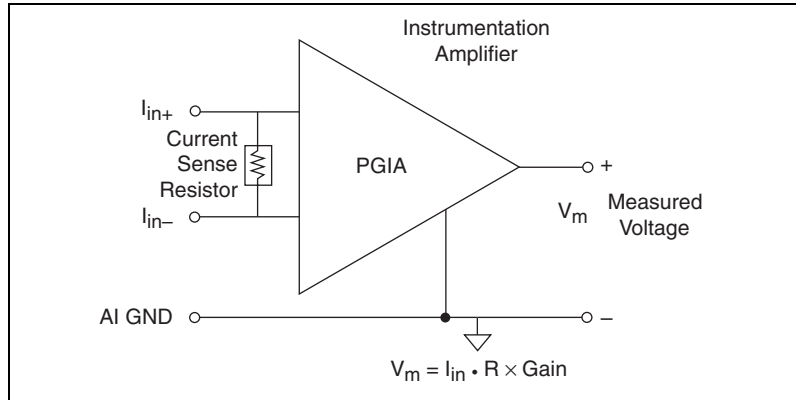 Instrumentation
Amplifier
Iin+
Current
Sense
Resistor
Iin–
PGIA
+
Vm
Measured
Voltage
AI GND
–
Vm = Iin • R × Gain